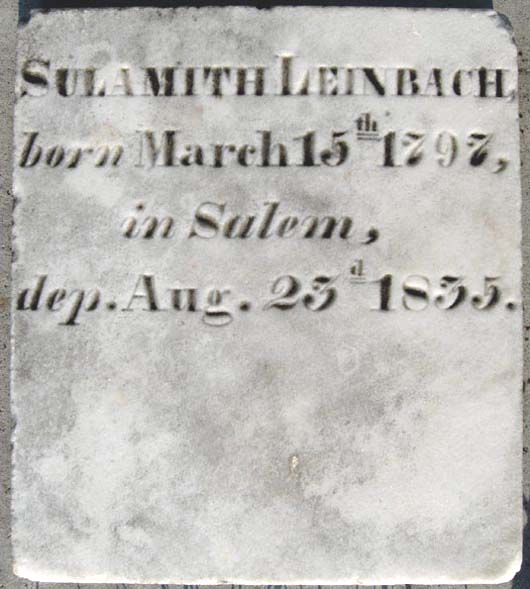 SULAMITH LEINBACH,
born March 15th 1797,
in Salem,
dep. Aug. 23d 1835.